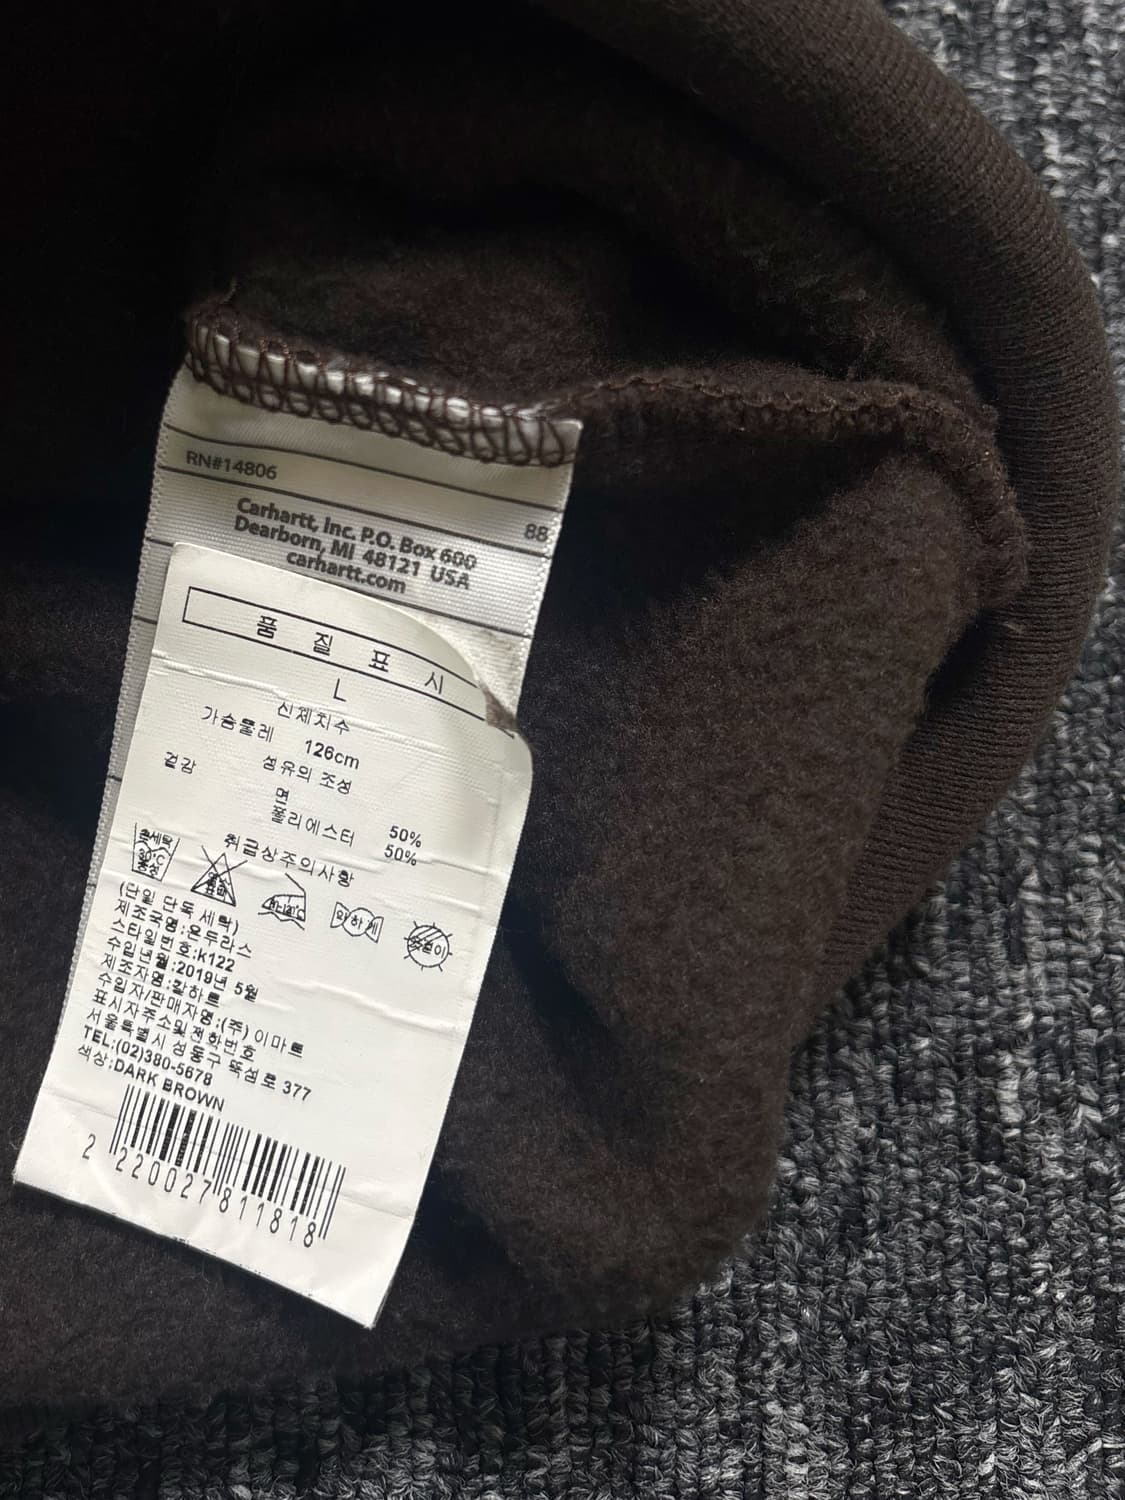 RN#14806
88
Carhartt, Inc. P.O. Box 600
Dearborn, MI 48121 USA
carhartt.com
품 질 표 시
L
신체치수
가슴둘레 126cm
섬유의 조성
겉감
면 50%
폴리에스터 50%
취급상주의사항
약하게
(단일 단독세탁)
제조국명:온두라스
스타일번호:k122
수입년월:2019년 5월
제조자명:칼하트
수입자/판매자명:(주) 이마트
표시자주소및전화번호
서울특별시 성동구 뚝섬로 377
TEL:(02)380-5678
색상:DARK BROWN
2 220027811818